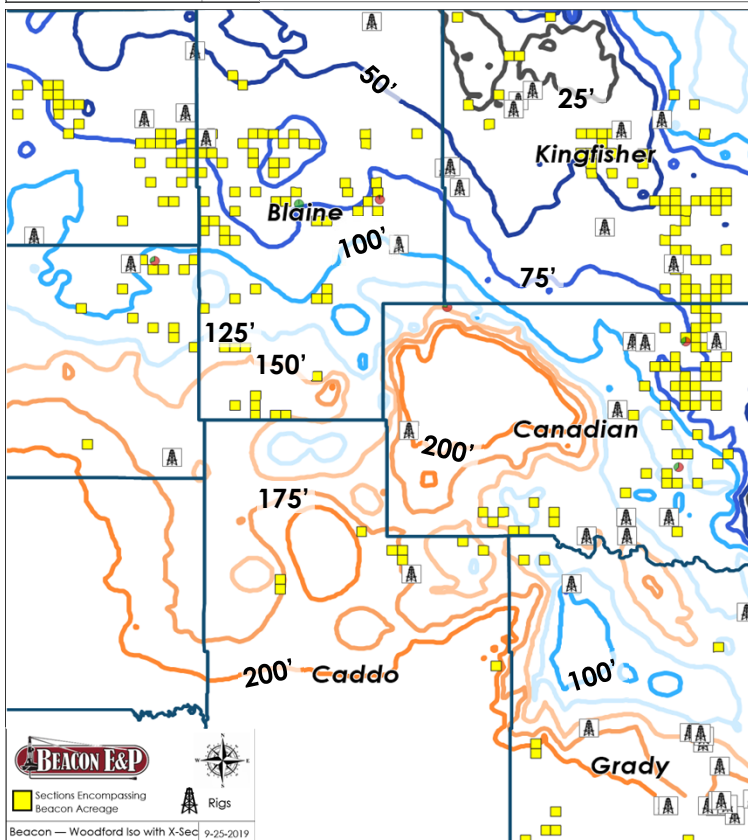 50'
25'
Kingfisher
Blaine
100'
75'
125'
150'
200'
Canadian
175'
200'
Caddo
100'
Grady
BEACON E&P
N
W E
S
Sections Encompassing
Beacon Acreage
Rigs
Beacon — Woodford Iso with X-Sec 9-25-2019